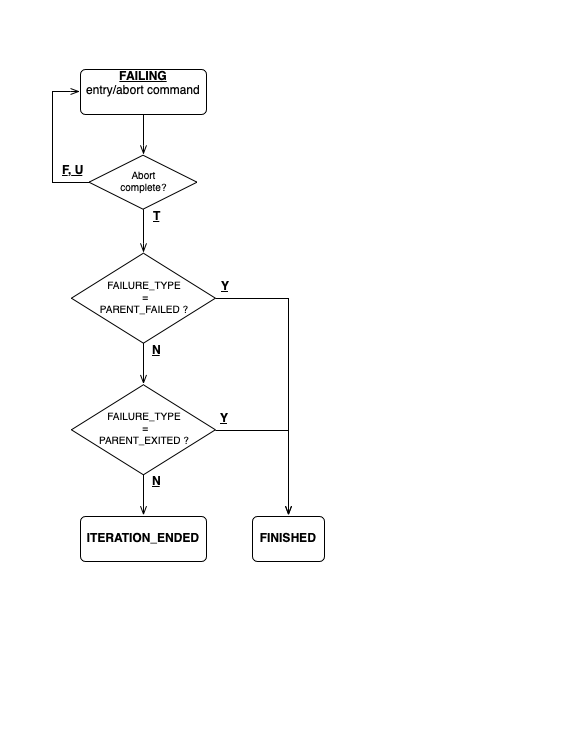 FAILING
entry/abort command
F, U
Abort
complete?
T
FAILURE_TYPE
=
PARENT_FAILED ?
Y
N
FAILURE_TYPE
=
PARENT_EXITED ?
Y
N
ITERATION_ENDED
FINISHED